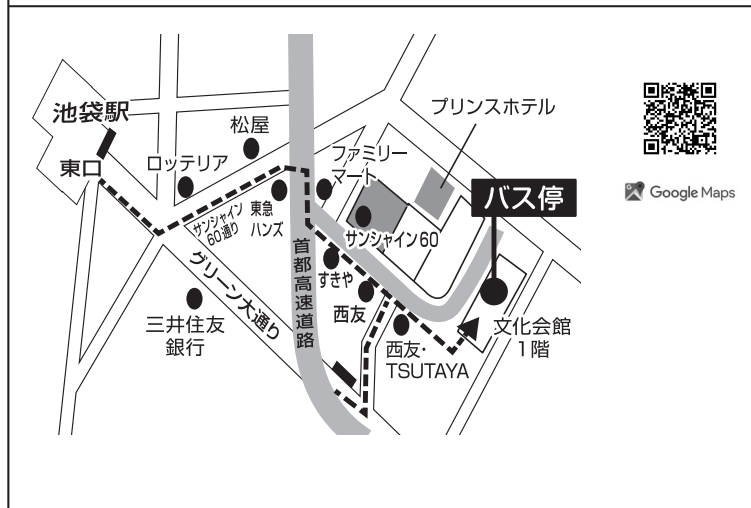 池袋駅
東口
ロッテリア
松屋
サンシャイン
60通り
東急
ハンズ
ファミリー
マート
プリンスホテル
サンシャイン60
バス停
首都高速道路
すきや
西友
グリーン大通り
三井住友
銀行
西友・
TSUTAYA
文化会館
1階
Google Maps